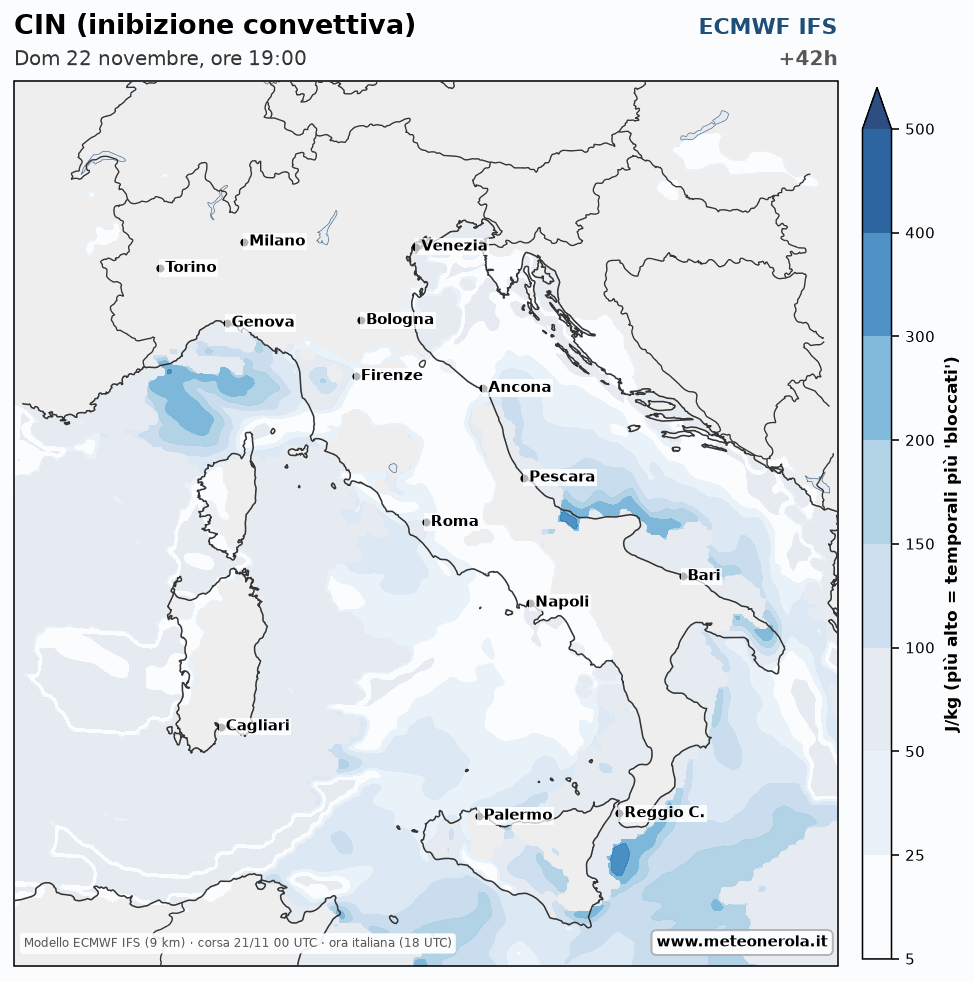 CIN (inibizione convettiva)
ECMWF IFS
Dom 22 novembre, ore 19:00
+42h
Milano
Venezia
Torino
Genova
Bologna
Firenze
Ancona
Pescara
Roma
Bari
Napoli
Cagliari
Palermo
Reggio C.
500
400
300
200
150
100
50
25
5
J/kg (più alto = temporali più 'bloccati')
Modello ECMWF IFS (9 km) · corsa 21/11 00 UTC · ora italiana (18 UTC)
www.meteonerola.it